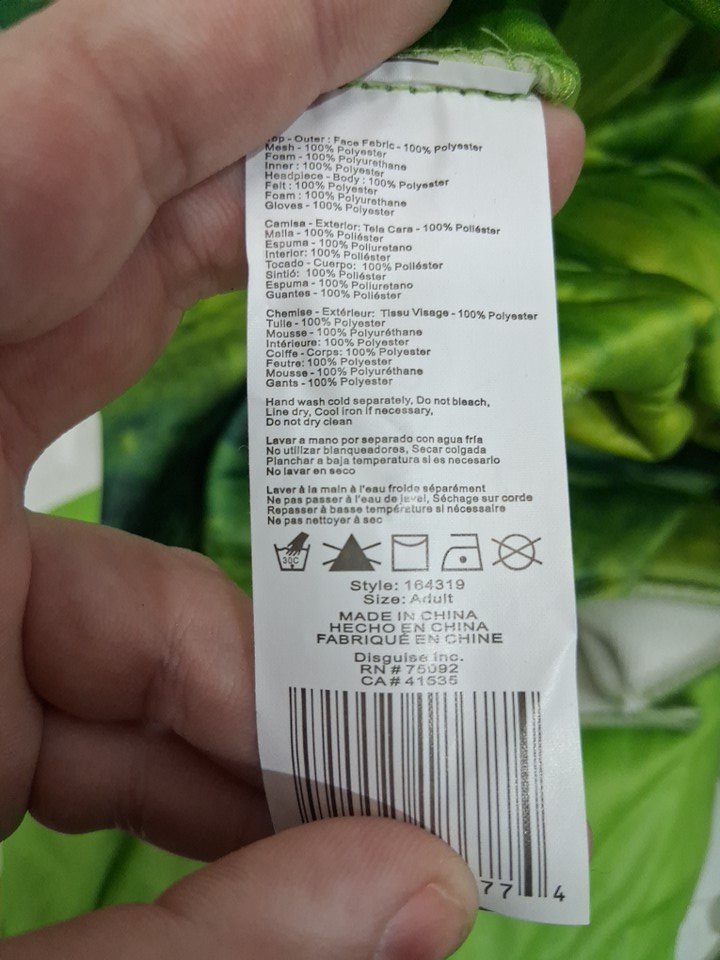 Top - Outer : Face Fabric - 100% Polyester
Mesh - 100% Polyester
Foam - 100% Polyurethane
Inner : 100% Polyester
Headpiece - Body : 100% Polyester
Felt : 100% Polyester
Foam : 100% Polyurethane
Gloves - 100% Polyester
Camisa - Exterior: Tela Cara - 100% Poliéster
Malla - 100% Poliéster
Espuma - 100% Poliuretano
Interior: 100% Poliéster
Tocado - Cuerpo: 100% Poliéster
Sintió: 100% Poliéster
Espuma - 100% Poliuretano
Guantes - 100% Poliéster
Chemise - Extérieur: Tissu Visage - 100% Polyester
Tulle - 100% Polyester
Mousse - 100% Polyuréthane
Intérieure: 100% Polyester
Coiffe - Corps: 100% Polyester
Feutre: 100% Polyester
Mousse - 100% Polyuréthane
Gants - 100% Polyester
Hand wash cold separately, Do not bleach,
Line dry, Cool iron if necessary,
Do not dry clean
Lavar a mano por separado con agua fría
No utilizar blanqueadores, Secar colgada
Planchar a baja temperatura si es necesario
No lavar en seco
Laver à la main à l'eau froide séparément
Ne pas passer à l'eau de javel, Séchage sur corde
Repasser à basse température si nécessaire
Ne pas nettoyer à sec
30C
Style: 164319
Size: Adult
MADE IN CHINA
HECHO EN CHINA
FABRIQUÉ EN CHINE
Disguise Inc.
RN # 75092
CA # 41535
77 4